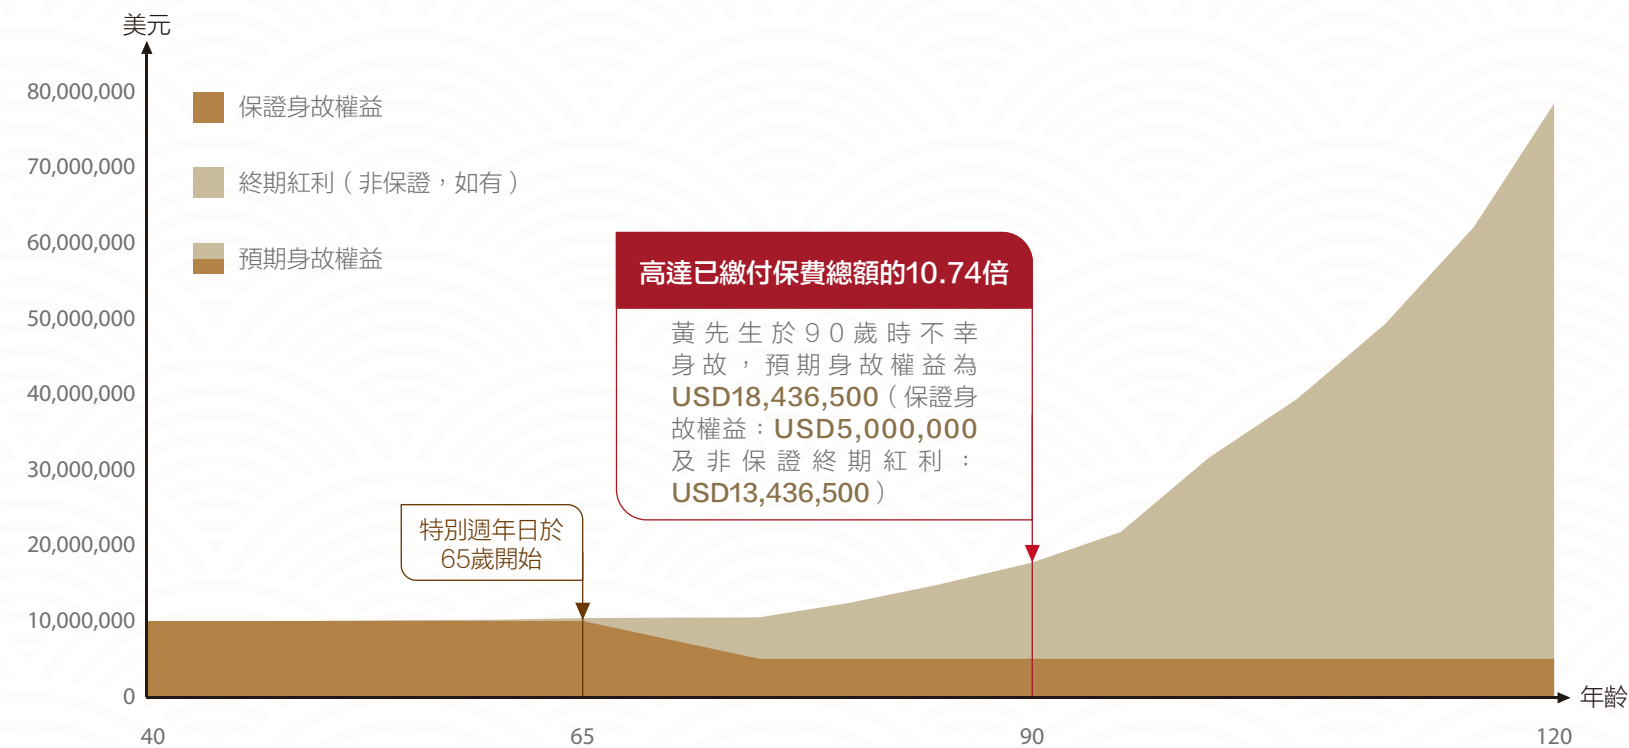 美元
80,000,000
70,000,000
60,000,000
50,000,000
40,000,000
30,000,000
20,000,000
10,000,000
0
保證身故權益
終期紅利（非保證，如有）
預期身故權益
高達已繳付保費總額的10.74倍
黃先生於90歲時不幸
身故，預期身故權益為
USD18,436,500（保證身
故權益：USD5,000,000
及非保證終期紅利：
USD13,436,500）
特別週年日於
65歲開始
年齡
40
65
90
120